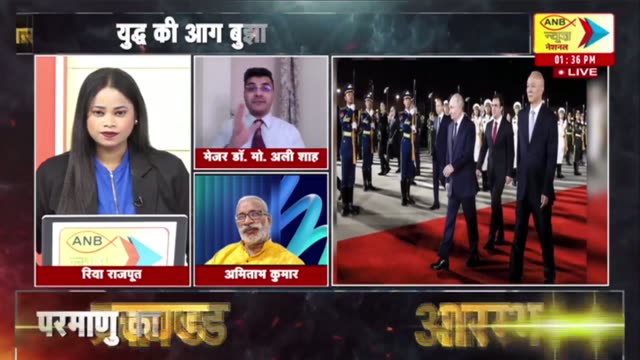 युद्ध की आग बुझा
ANB
न्यूज
नेशनल
01:36 PM
LIVE
मेजर डॉ. मो. अली शाह
ANB
रिया राजपूत
अमिताभ कुमार
परमाणु का